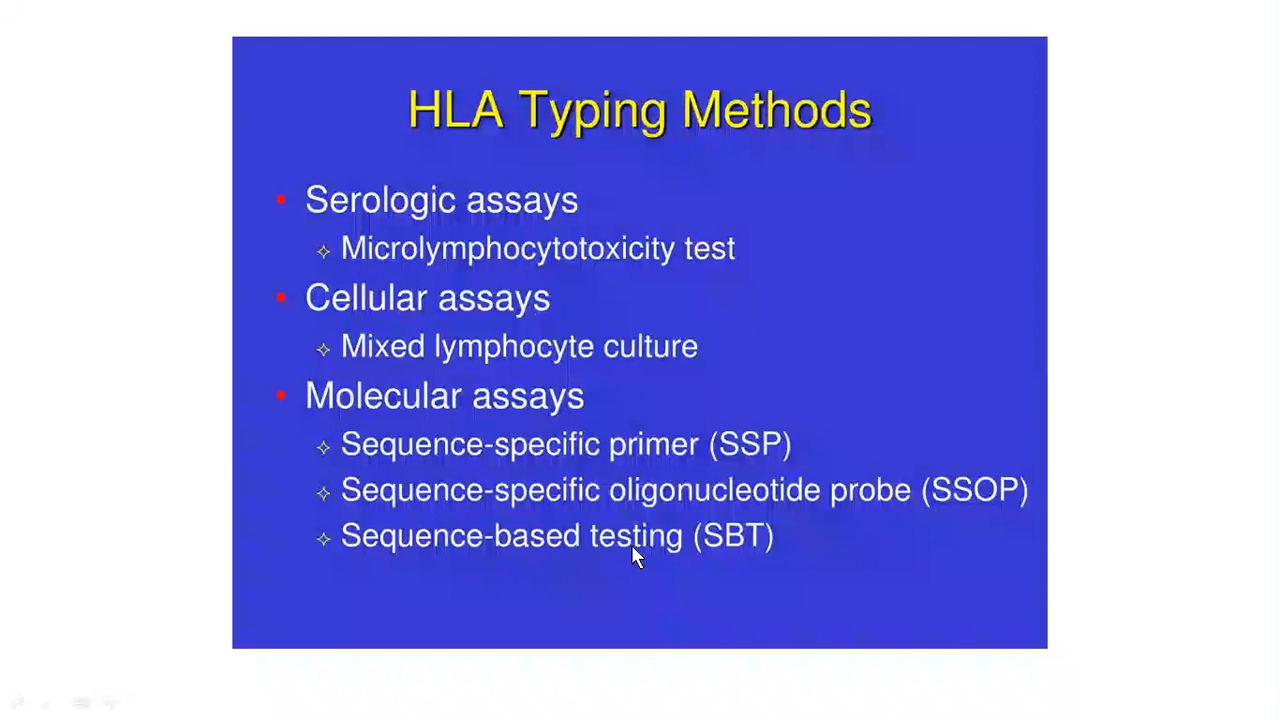 HLA Typing Methods
Serologic assays
Microlymphocytotoxicity test
Cellular assays
Mixed lymphocyte culture
Molecular assays
Sequence-specific primer (SSP)
Sequence-specific oligonucleotide probe (SSOP)
Sequence-based testing (SBT)